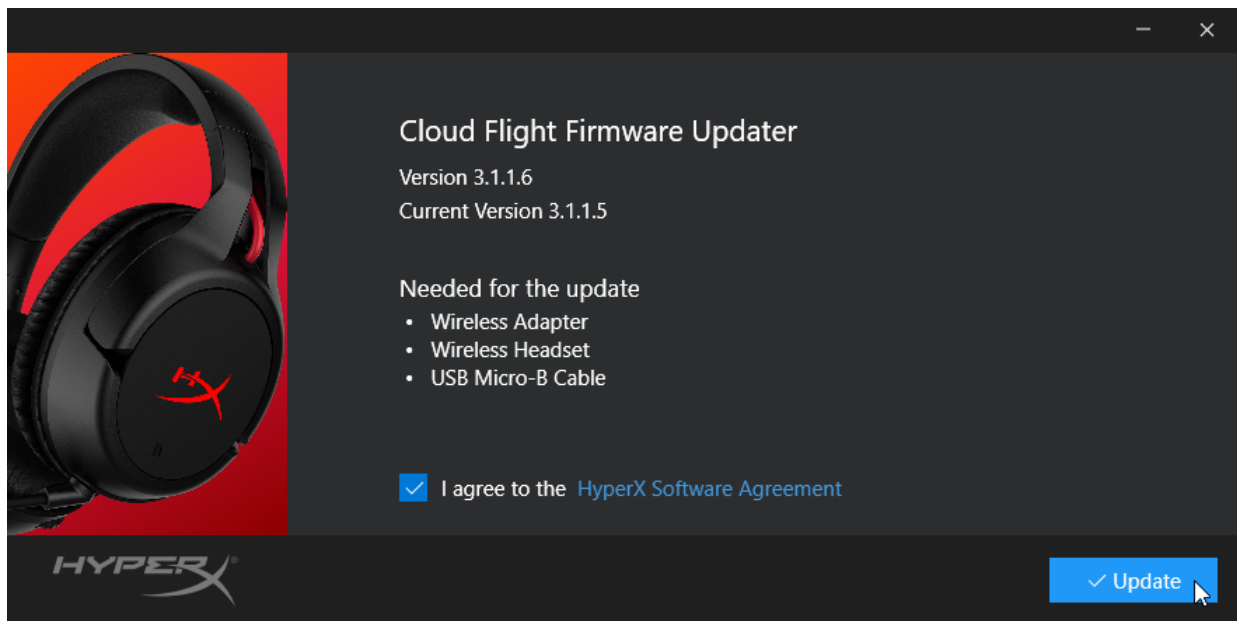 Cloud Flight Firmware Updater
Version 3.1.1.6
Current Version 3.1.1.5
Needed for the update
• Wireless Adapter
• Wireless Headset
• USB Micro-B Cable
I agree to the HyperX Software Agreement
HYPERX®
Update